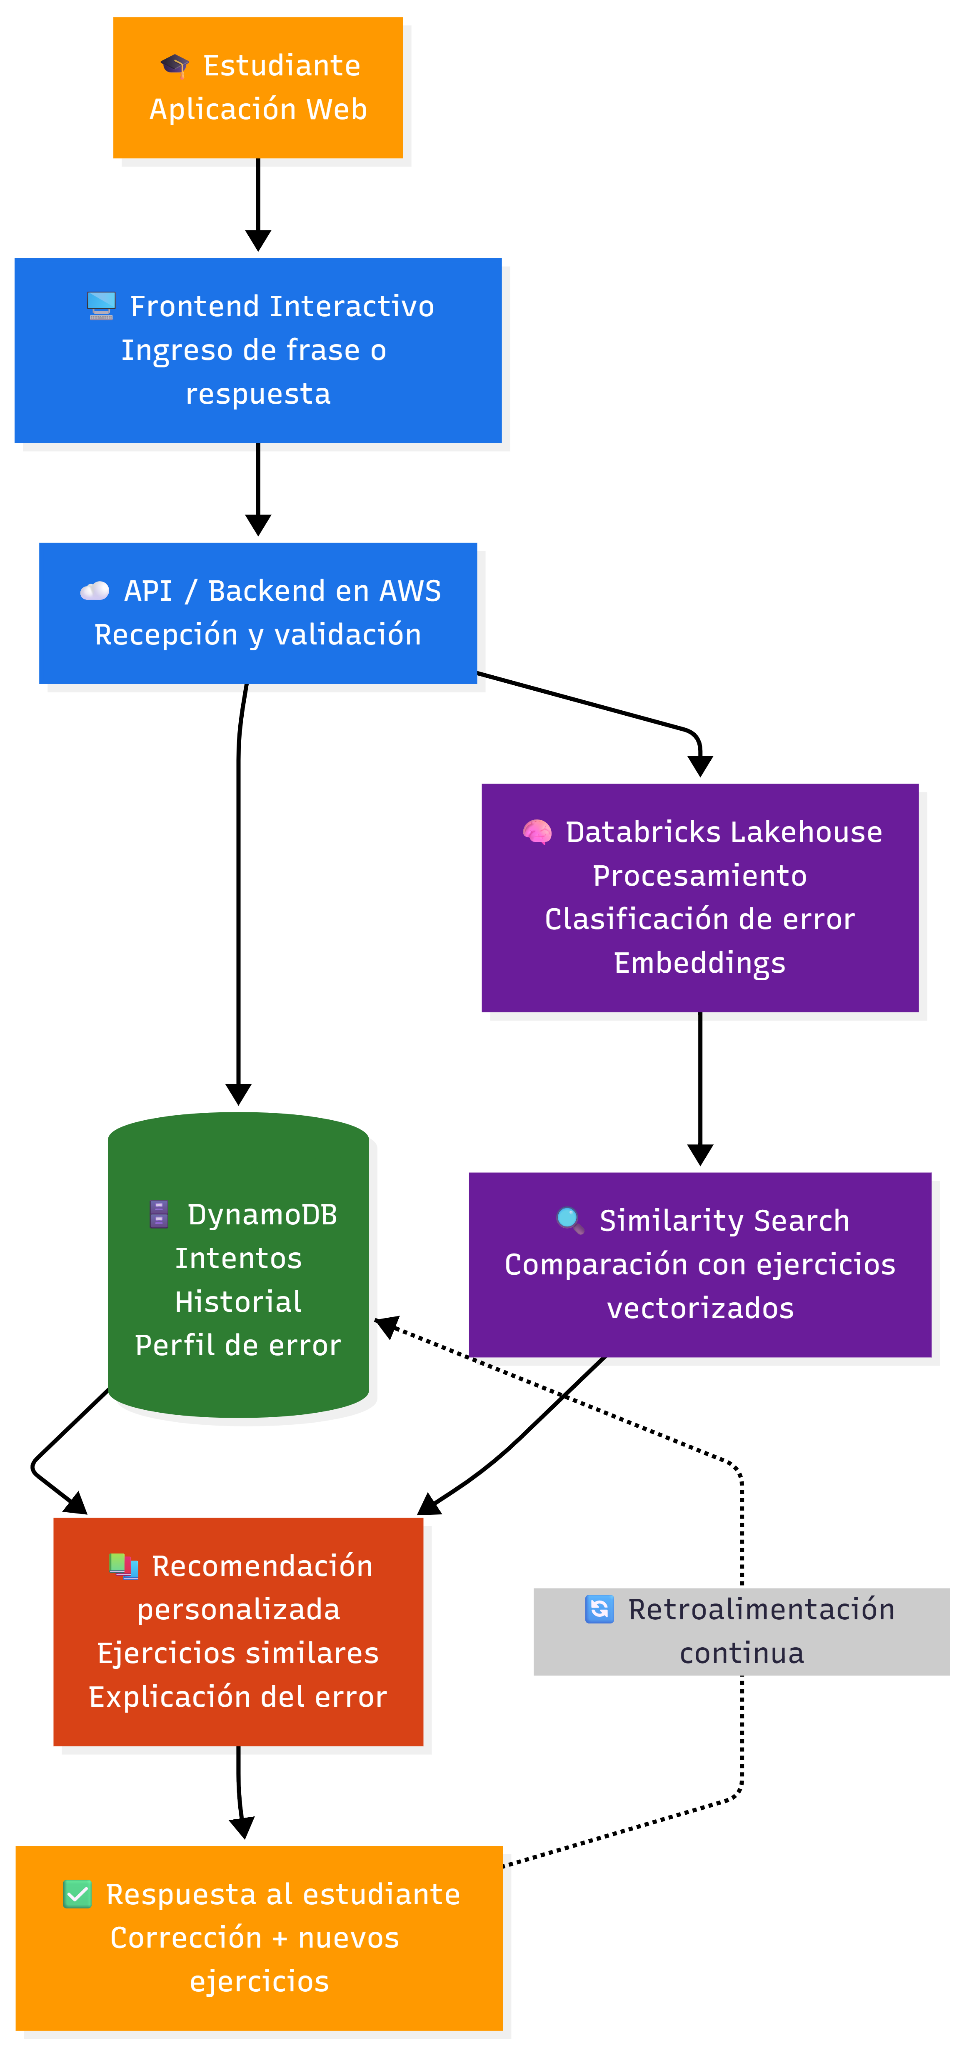 🎓 Estudiante
Aplicación Web
🖥️ Frontend Interactivo
Ingreso de frase o
respuesta
☁️ API / Backend en AWS
Recepción y validación
🧠 Databricks Lakehouse
Procesamiento
Clasificación de error
Embeddings
🗄️ DynamoDB
Intentos
Historial
Perfil de error
🔍 Similarity Search
Comparación con ejercicios
vectorizados
📚 Recomendación
personalizada
Ejercicios similares
Explicación del error
🔄 Retroalimentación
continua
✅ Respuesta al estudiante
Corrección + nuevos
ejercicios